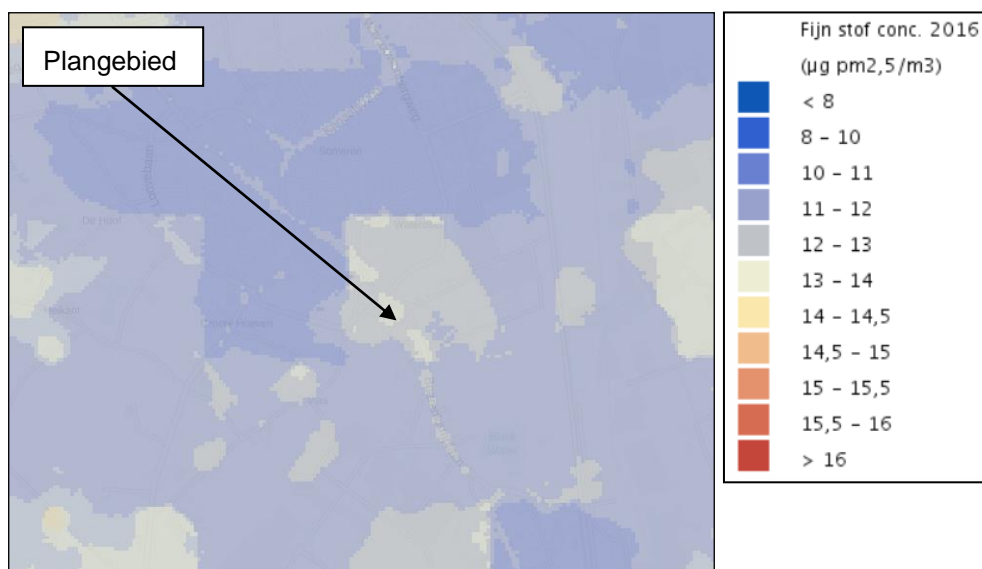 Plangebied
Fijn stof conc. 2016
(µg pm2,5/m3)
< 8
8 – 10
10 – 11
11 – 12
12 – 13
13 – 14
14 – 14,5
14,5 – 15
15 – 15,5
15,5 – 16
> 16